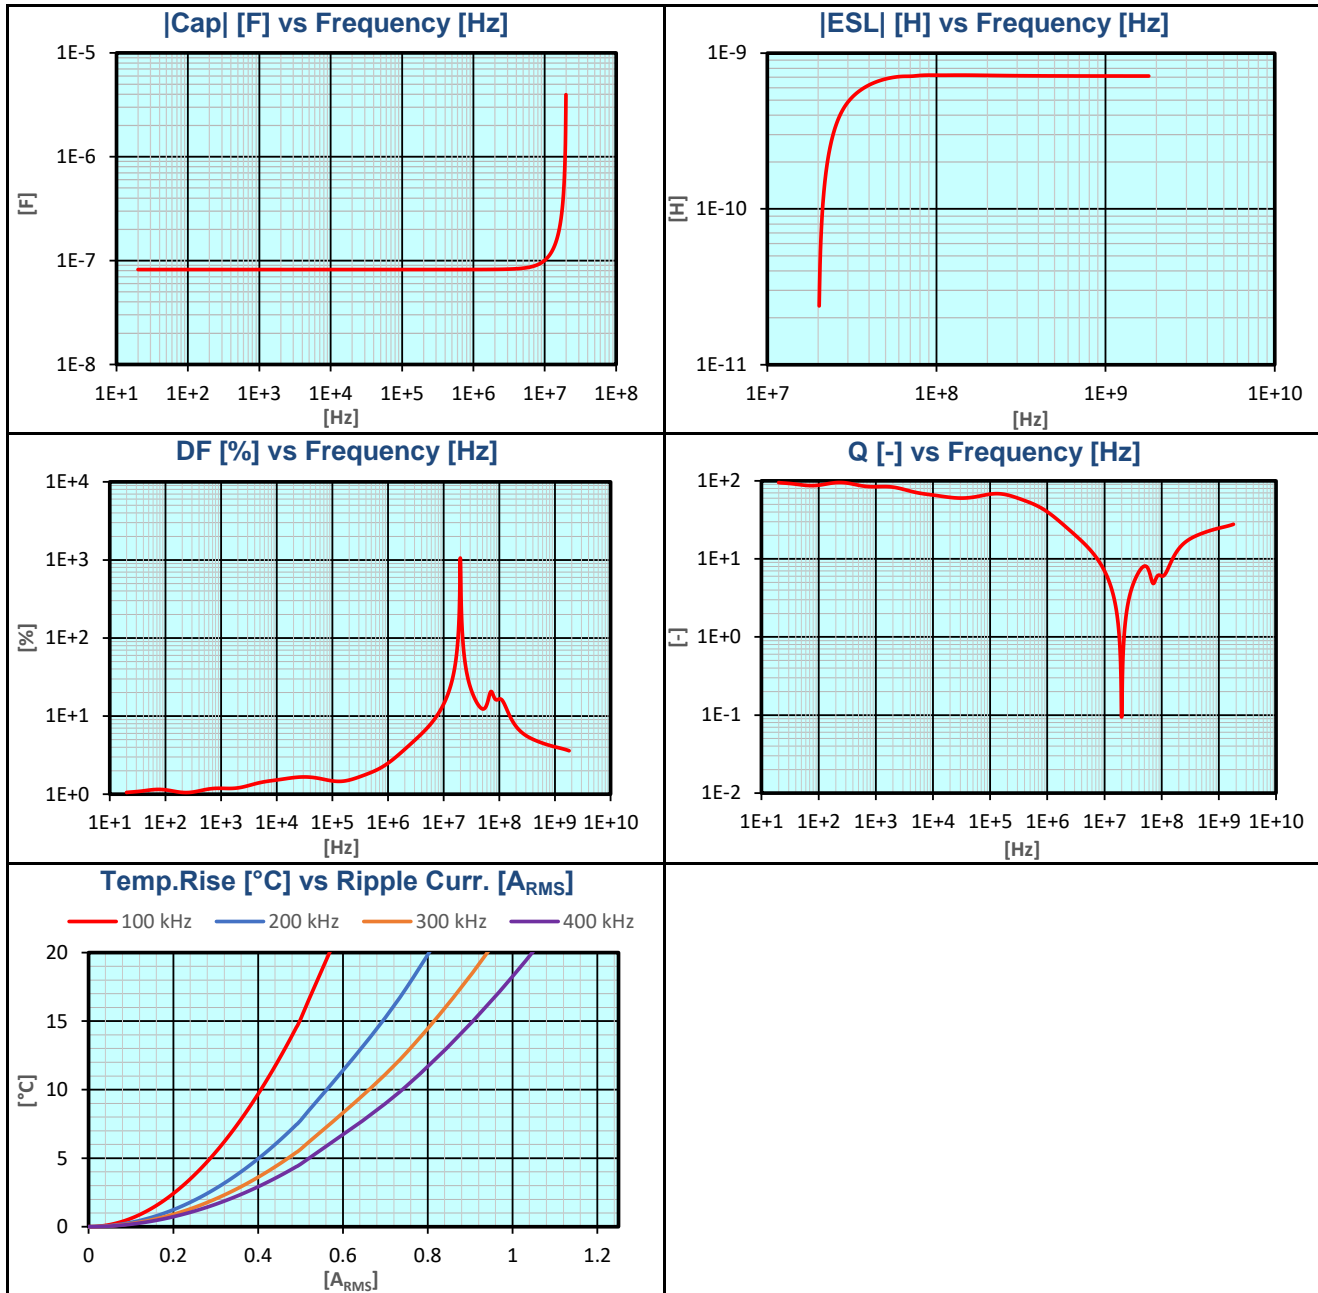 |Cap| [F] vs Frequency [Hz]
1E-5
1E-6
1E-7
1E-8
[F]
1E+1 1E+2 1E+3 1E+4 1E+5 1E+6 1E+7 1E+8
[Hz]
|ESL| [H] vs Frequency [Hz]
1E-9
1E-10
1E-11
[H]
1E+7 1E+8 1E+9 1E+10
[Hz]
DF [%] vs Frequency [Hz]
1E+4
1E+3
1E+2
1E+1
1E+0
[%]
1E+1 1E+2 1E+3 1E+4 1E+5 1E+6 1E+7 1E+8 1E+9 1E+10
[Hz]
Q [-] vs Frequency [Hz]
1E+2
1E+1
1E+0
1E-1
1E-2
[-]
1E+1 1E+2 1E+3 1E+4 1E+5 1E+6 1E+7 1E+8 1E+9 1E+10
[Hz]
Temp.Rise [°C] vs Ripple Curr. [ARMS]
100 kHz 200 kHz 300 kHz 400 kHz
20
15
10
5
0
[°C]
0 0.2 0.4 0.6 0.8 1 1.2
[ARMS]